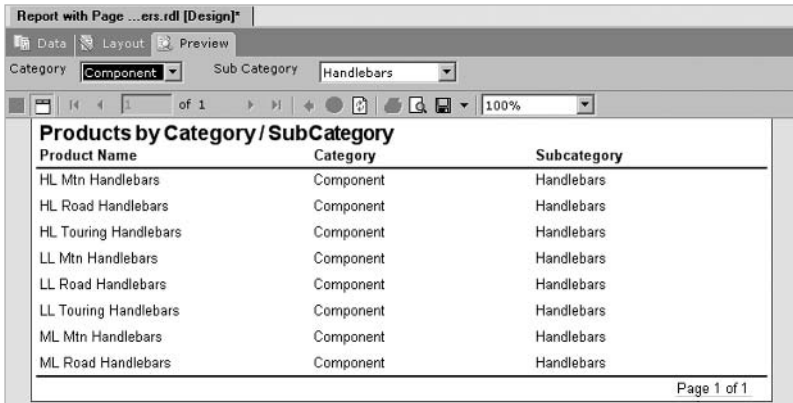 Report with Page ...ers.rdl [Design]*
Data Layout Preview
Category Component Sub Category Handlebars
1 of 1 100%
Products by Category / SubCategory
Product Name Category Subcategory
HL Mtn Handlebars Component Handlebars
HL Road Handlebars Component Handlebars
HL Touring Handlebars Component Handlebars
LL Mtn Handlebars Component Handlebars
LL Road Handlebars Component Handlebars
LL Touring Handlebars Component Handlebars
ML Mtn Handlebars Component Handlebars
ML Road Handlebars Component Handlebars
Page 1 of 1